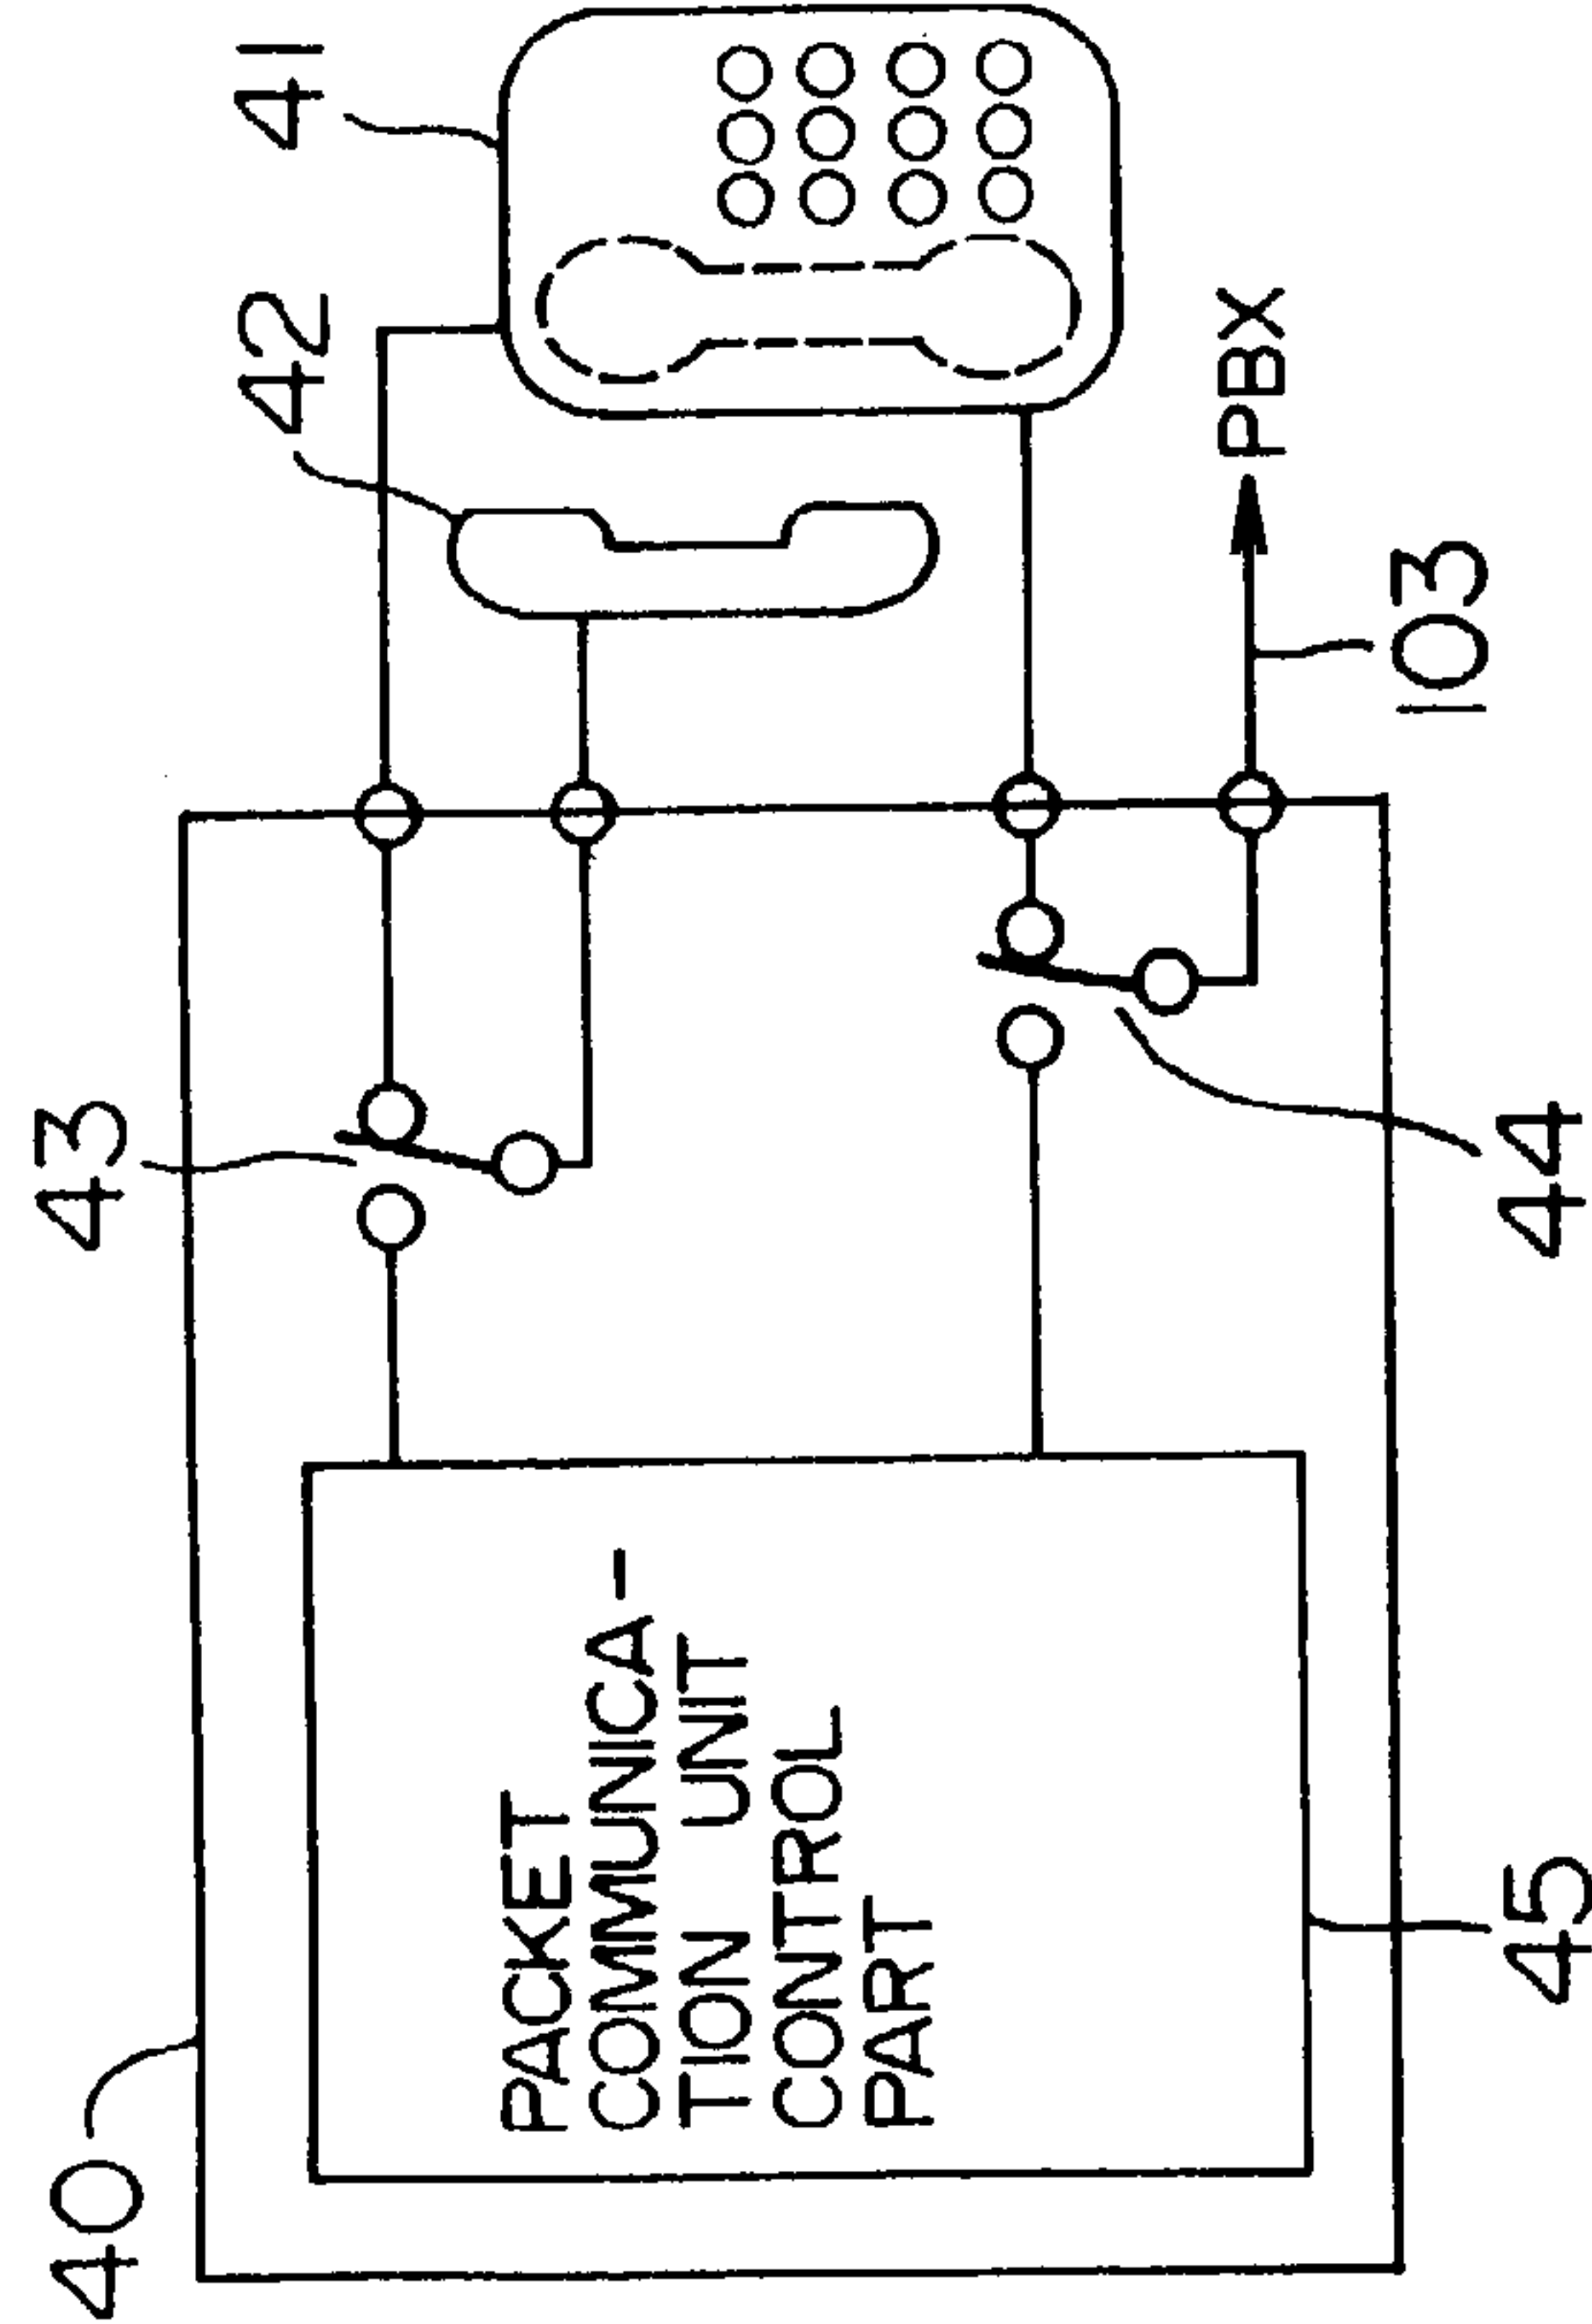 40
43
42
41
PACKET
COMMUNICA-
TION UNIT
CONTROL
PART
PBX
103
45
44